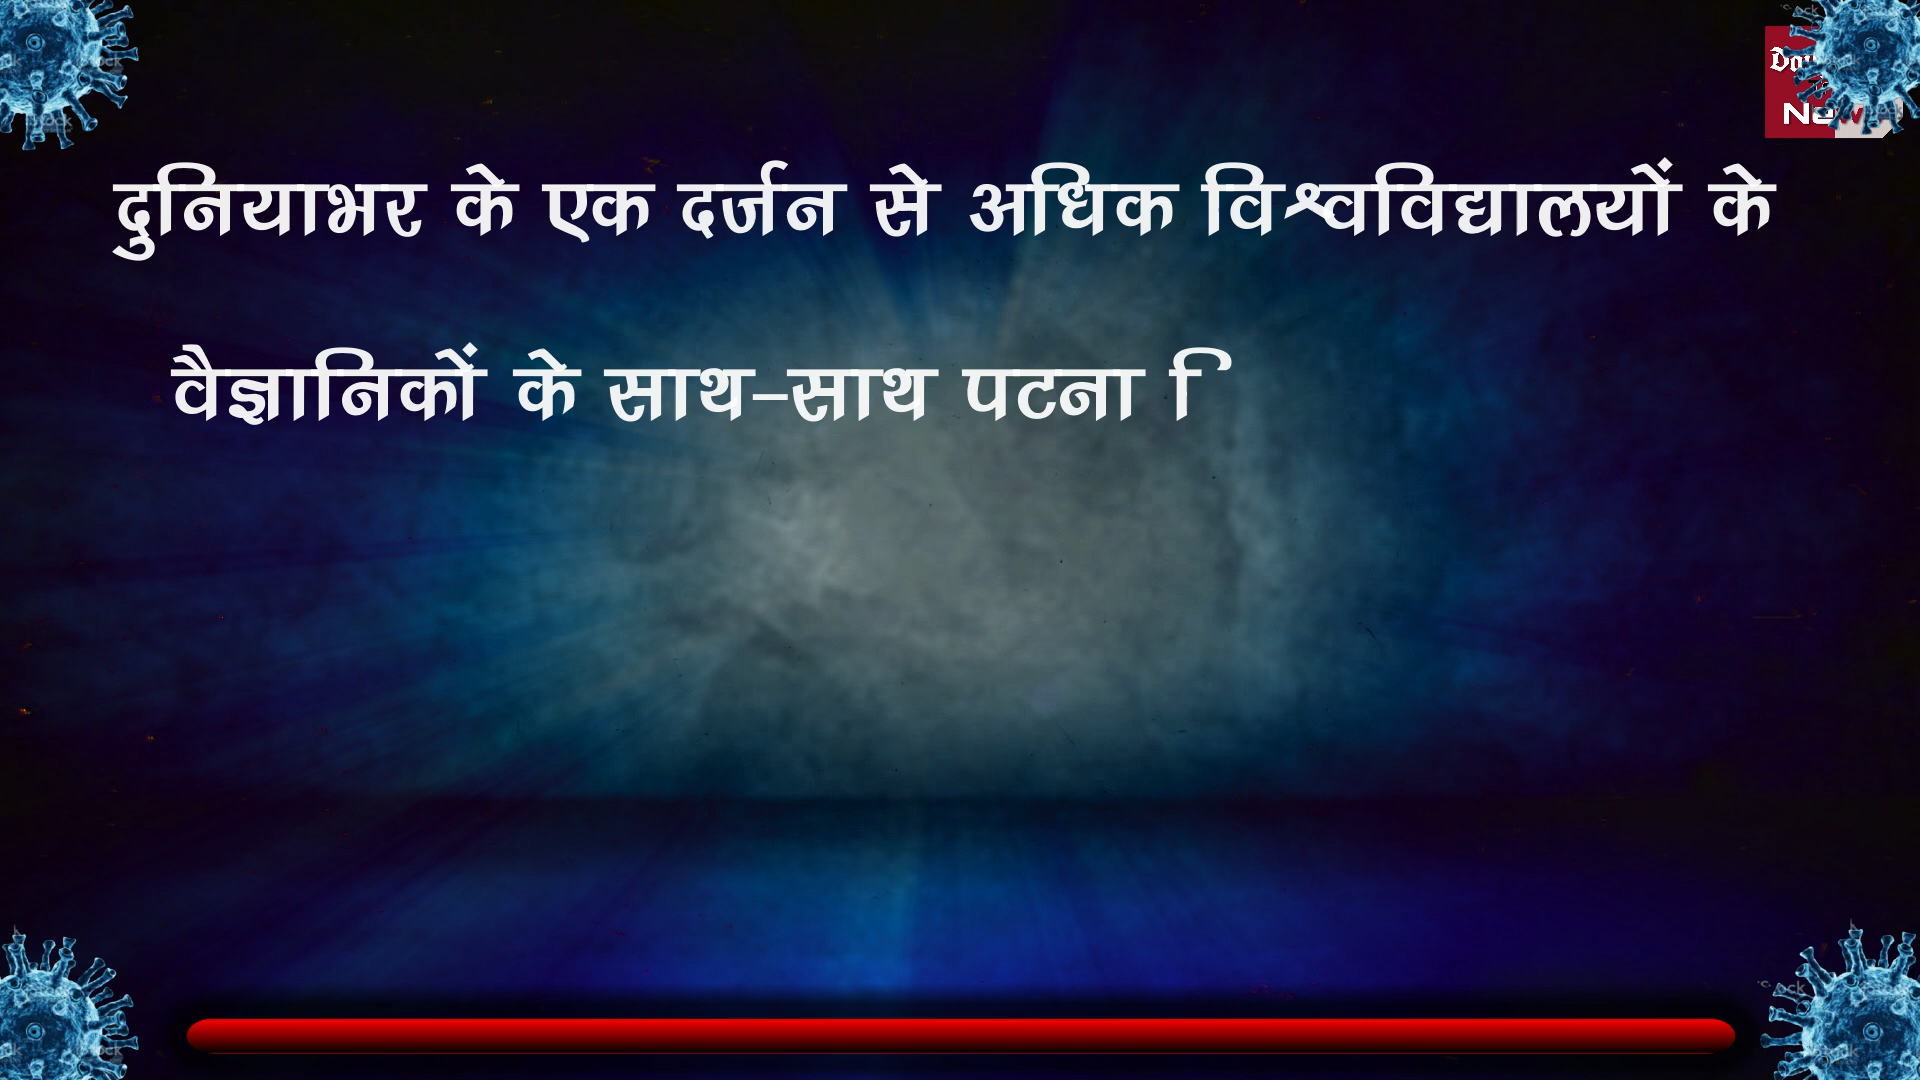 दुनियाभर के एक दर्जन से अधिक विश्वविद्यालयों के
वैज्ञानिकों के साथ-साथ पटना ि